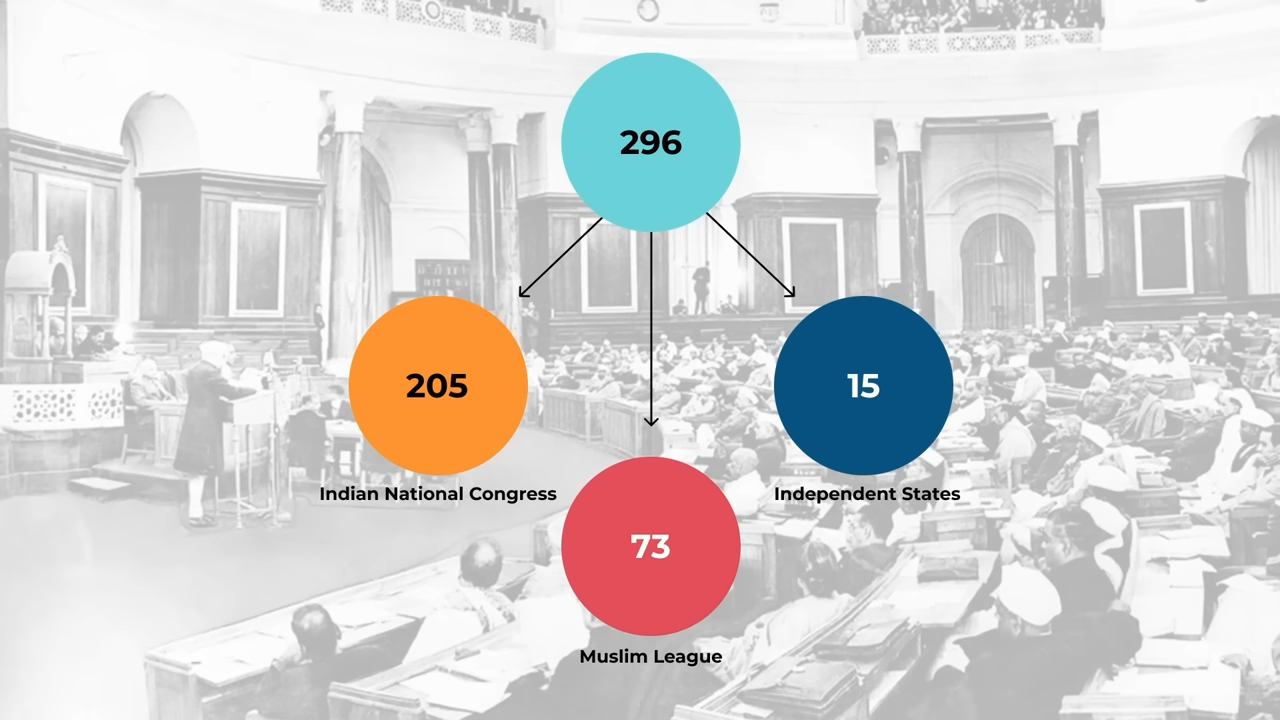 296
205
15
Indian National Congress
Independent States
73
Muslim League